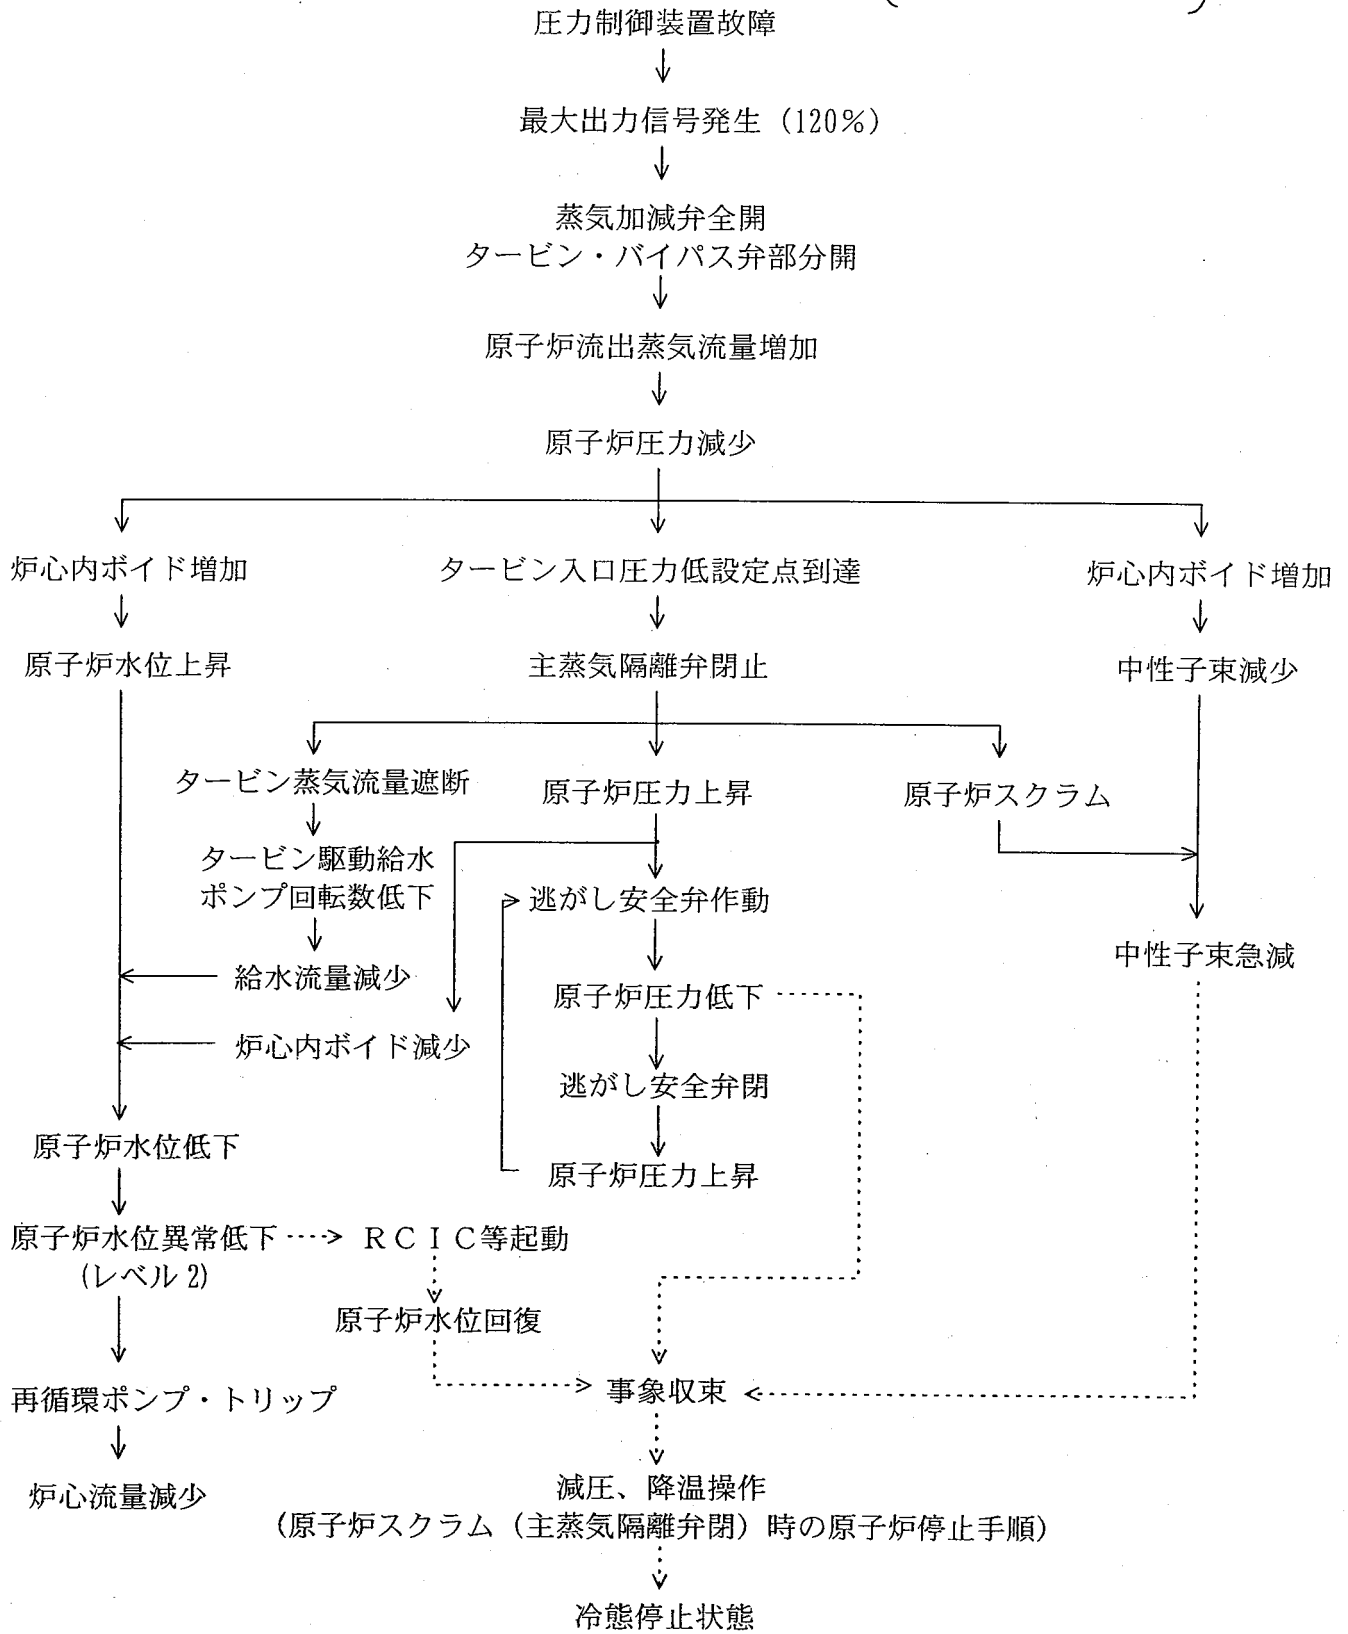 圧力制御装置故障
最大出力信号発生（120％）
蒸気加減弁全開
タービン・バイパス弁部分開
原子炉流出蒸気流量増加
原子炉圧力減少
炉心内ボイド増加
タービン入口圧力低設定点到達
炉心内ボイド増加
原子炉水位上昇
主蒸気隔離弁閉止
中性子束減少
タービン蒸気流量遮断
原子炉圧力上昇
原子炉スクラム
タービン駆動給水
ポンプ回転数低下
逃がし安全弁作動
中性子束急減
給水流量減少
原子炉圧力低下
炉心内ボイド減少
逃がし安全弁閉
原子炉水位低下
原子炉圧力上昇
原子炉水位異常低下
(レベル2)
ＲＣＩＣ等起動
原子炉水位回復
再循環ポンプ・トリップ
事象収束
炉心流量減少
減圧、降温操作
(原子炉スクラム（主蒸気隔離弁閉）時の原子炉停止手順)
冷態停止状態